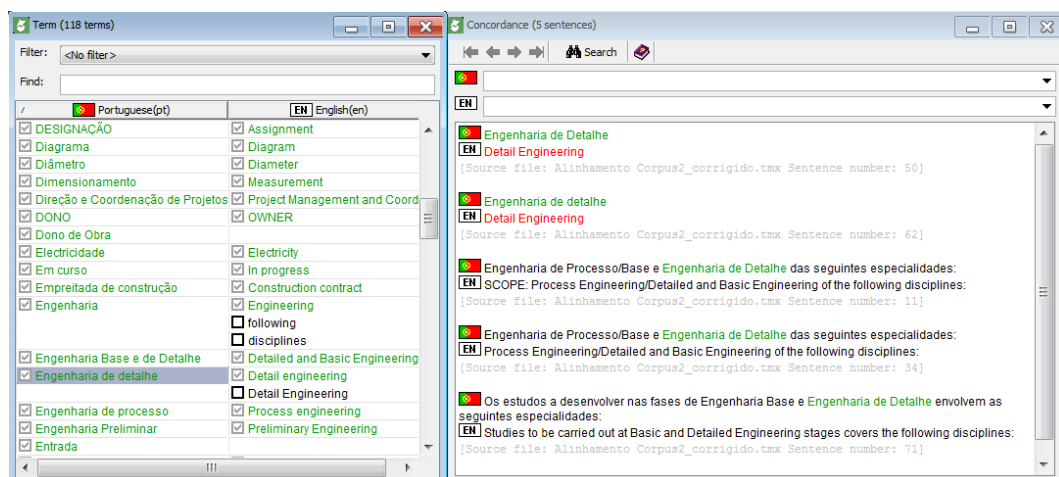 Term (118 terms)
Filter: <No filter>
Find:
Portuguese(pt) EN English(en)
DESIGNAÇÃO Assignment
Diagrama Diagram
Diâmetro Diameter
Dimensionamento Measurement
Direção e Coordenação de Projetos Project Management and Coord
DONO OWNER
Dono de Obra
Electricidade Electricity
Em curso In progress
Empreitada de construção Construction contract
Engenharia Engineering
following
disciplines
Engenharia Base e de Detalhe Detailed and Basic Engineering
Engenharia de detalhe Detail engineering
Detail Engineering
Engenharia de processo Process engineering
Engenharia Preliminar Preliminary Engineering
Entrada
Concordance (5 sentences)
Search
EN
Engenharia de Detalhe
EN Detail Engineering
[Source file: Alinhamento Corpus2_corrigido.tmx Sentence number: 50]
Engenharia de detalhe
EN Detail Engineering
[Source file: Alinhamento Corpus2_corrigido.tmx Sentence number: 62]
Engenharia de Processo/Base e Engenharia de Detalhe das seguintes especialidades:
EN SCOPE: Process Engineering/Detailed and Basic Engineering of the following disciplines:
[Source file: Alinhamento Corpus2_corrigido.tmx Sentence number: 11]
Engenharia de Processo/Base e Engenharia de Detalhe das seguintes especialidades:
EN Process Engineering/Detailed and Basic Engineering of the following disciplines:
[Source file: Alinhamento Corpus2_corrigido.tmx Sentence number: 34]
Os estudos a desenvolver nas fases de Engenharia Base e Engenharia de Detalhe envolvem as
seguintes especialidades:
EN Studies to be carried out at Basic and Detailed Engineering stages covers the following disciplines:
[Source file: Alinhamento Corpus2_corrigido.tmx Sentence number: 71]